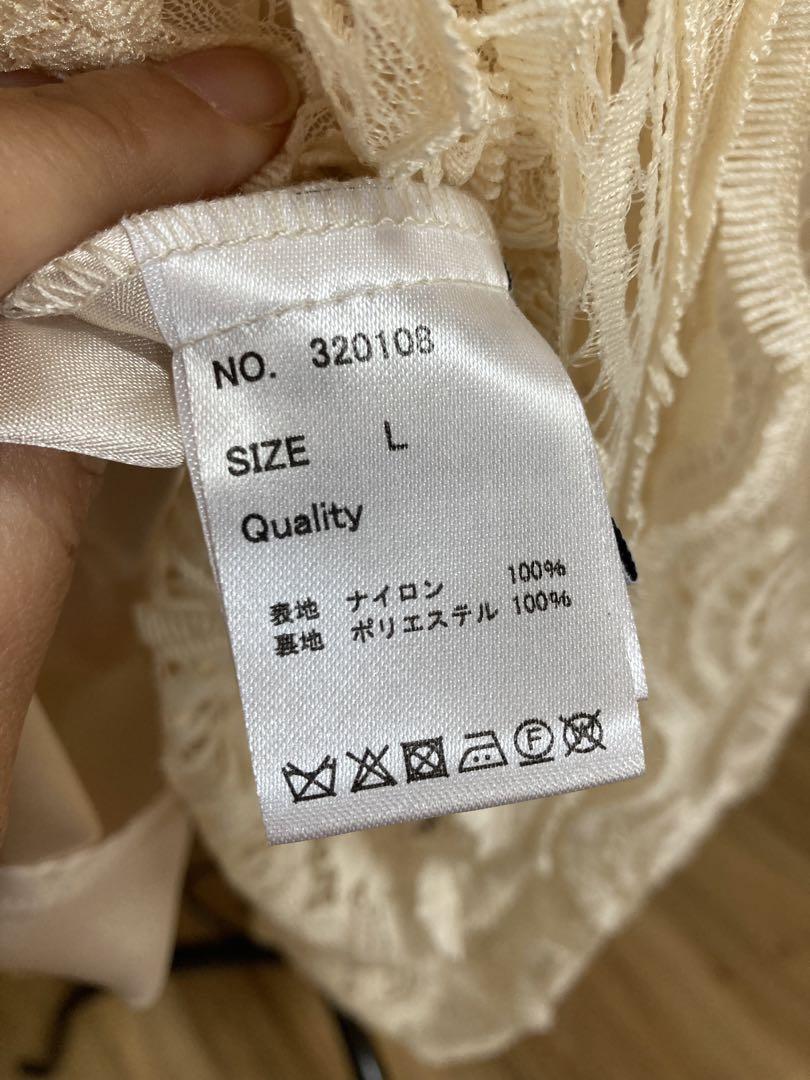 NO. 320108
SIZE L
Quality
表地 ナイロン 100%
裏地 ポリエステル 100%
F W